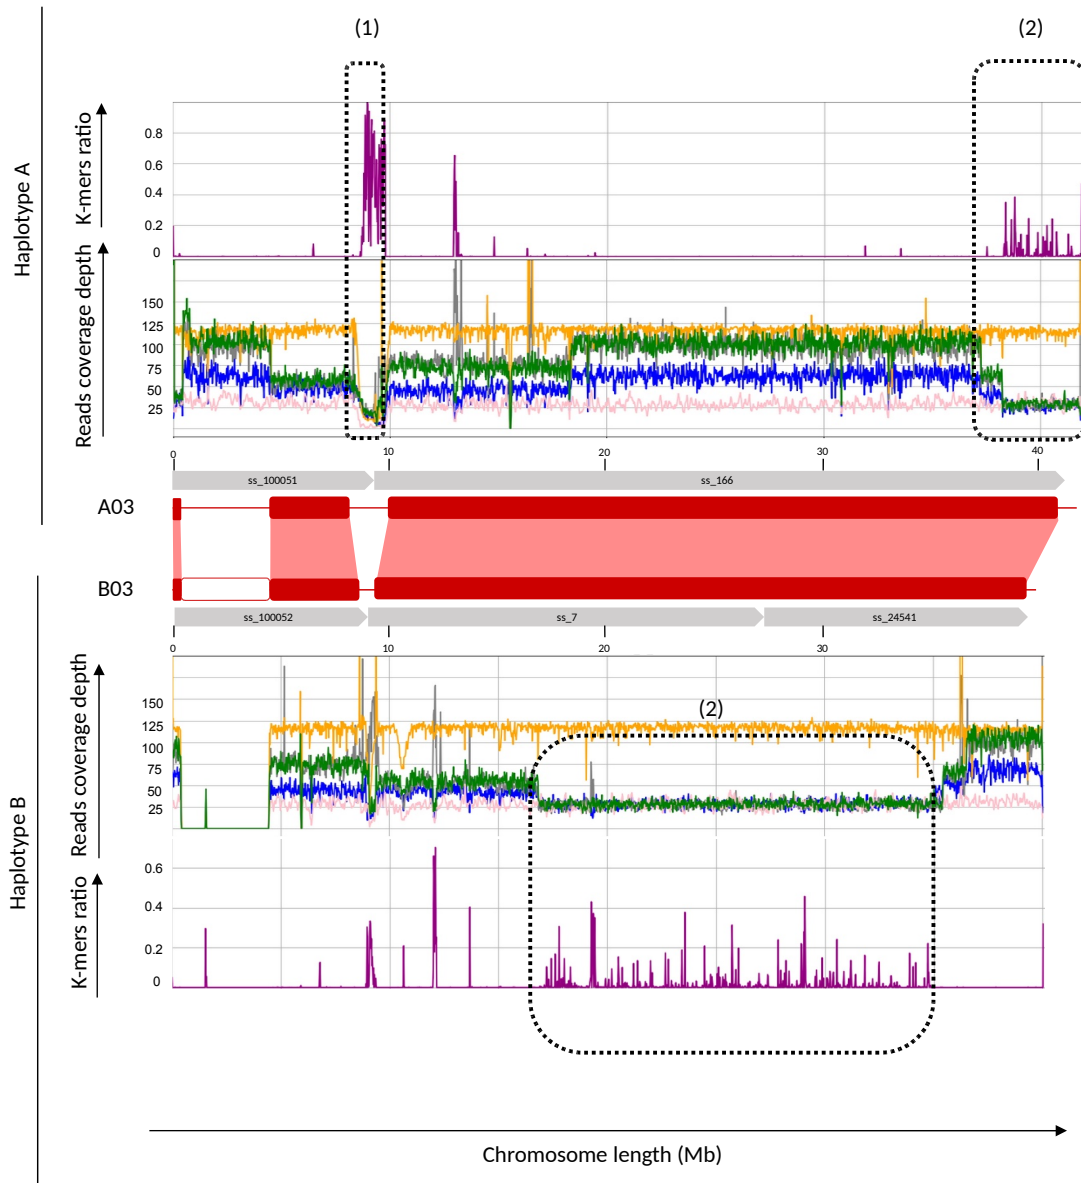 (1)
(2)
Haplotype A
K-mers ratio
0.8
0.6
0.4
0.2
0
Reads coverage depth
150
125
100
75
50
25
0
10
20
30
40
ss_100051
ss_166
A03
B03
ss_100052
ss_7
ss_24541
0
10
20
30
Haplotype B
Reads coverage depth
150
125
100
75
50
25
(2)
K-mers ratio
0.6
0.4
0.2
0
Chromosome length (Mb)